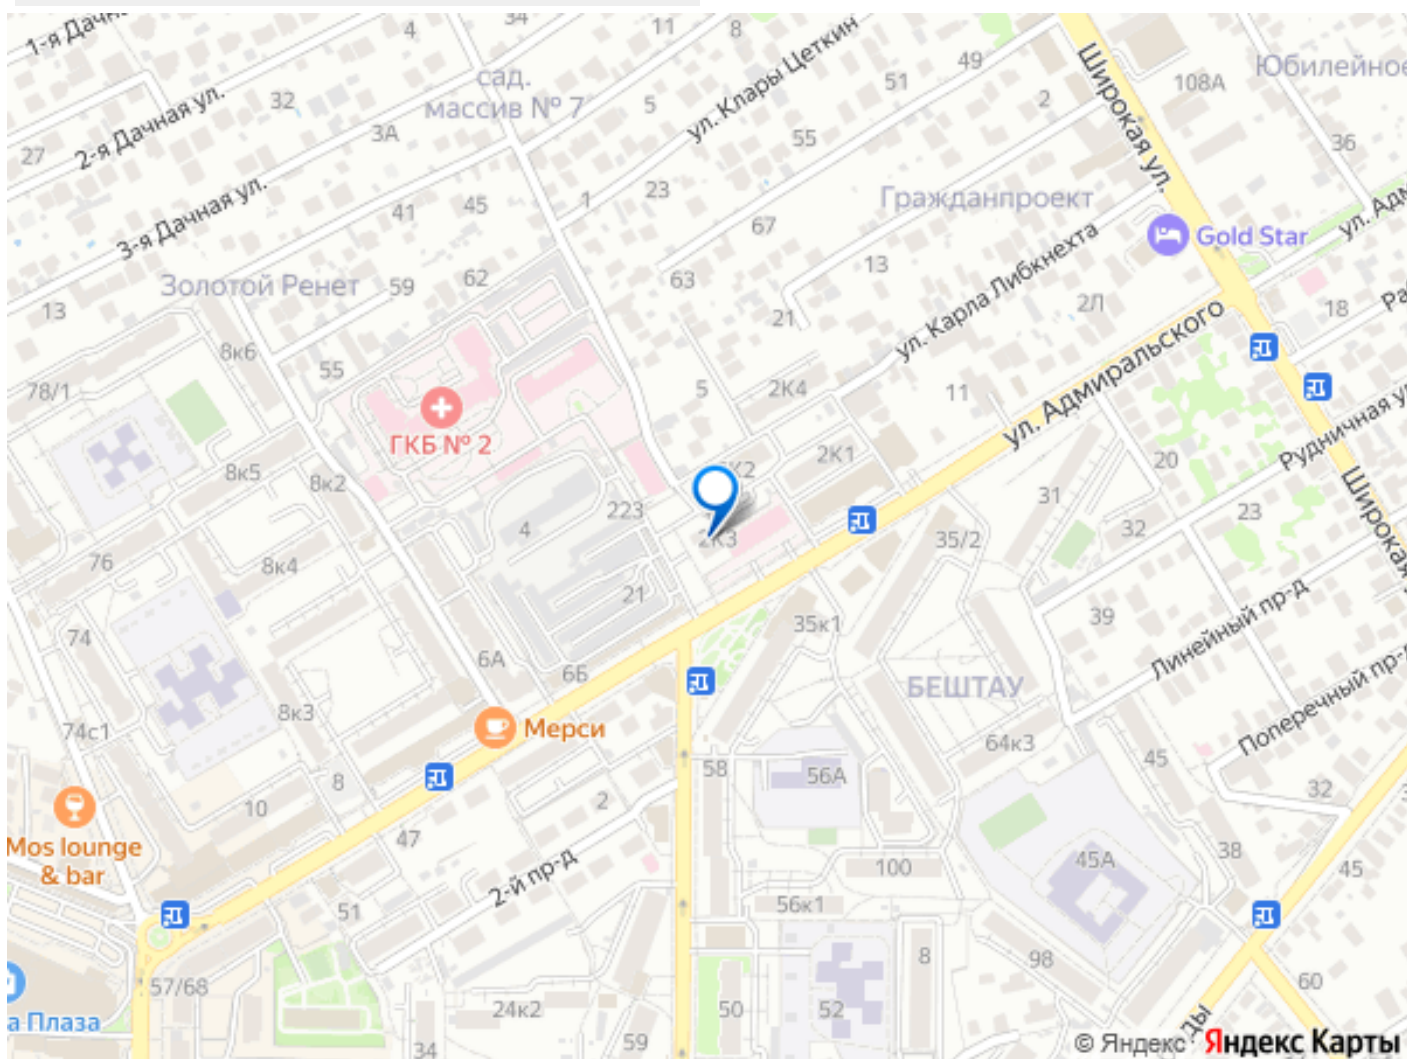 1-я Дачн
34
4
11
8
ул. Клары Цеткин
49
Широкая ул.
Юбилейное
сад.
массив № 7
51
108А
2-я Дачная ул.
32
3А
5
2
55
36
27
3-я Дачная ул.
41
45
1
23
Гражданпроект
67
ул. Адм
Gold Star
Золотой Ренет
59
62
63
13
ул. Карла Либкнехта
13
21
2Л
18
Ра
8к6
55
78/1
5
2К4
11
ул. Адмиральского
ГКБ № 2
Рудничная у
8к5
8к2
2К1
20
31
Широкая
4
223
2К3
35/2
32
23
76
8к4
21
35к1
39
Линейный пр-д
74
6А
6Б
БЕШТАУ
Поперечный пр-д
8к3
74с1
Мерси
64к3
45
58
56А
8
10
2
32
Mos lounge
& bar
47
2-й пр-д
100
45А
38
45
51
56к1
98
8
57/68
24к2
50
52
60
а Плаза
34
59
ды
© Яндекс Яндекс Карты